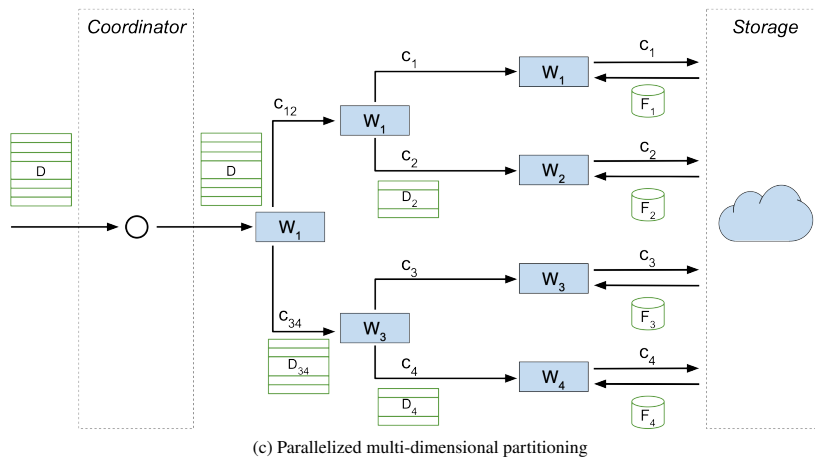 Coordinator
Storage
c1
W1
c1
F1
c12
W1
D
D
c2
W2
c2
D2
F2
W1
c3
W3
c3
c34
W3
F3
D34
c4
W4
c4
D4
F4
(c) Parallelized multi-dimensional partitioning